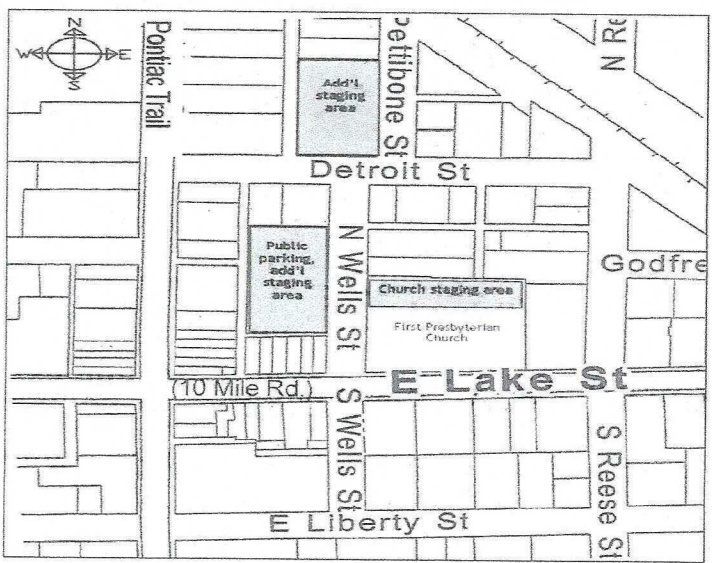 N
W E
S
Pontiac Trail
Add'l
staging
area
Pettibone St
N Re
Detroit St
Public
parking,
add'l
staging
area
N Wells St
Church staging area
First Presbyterian
Church
Godfre
(10 Mile Rd.)
E Lake St
S Wells St
S Reese St
E Liberty St